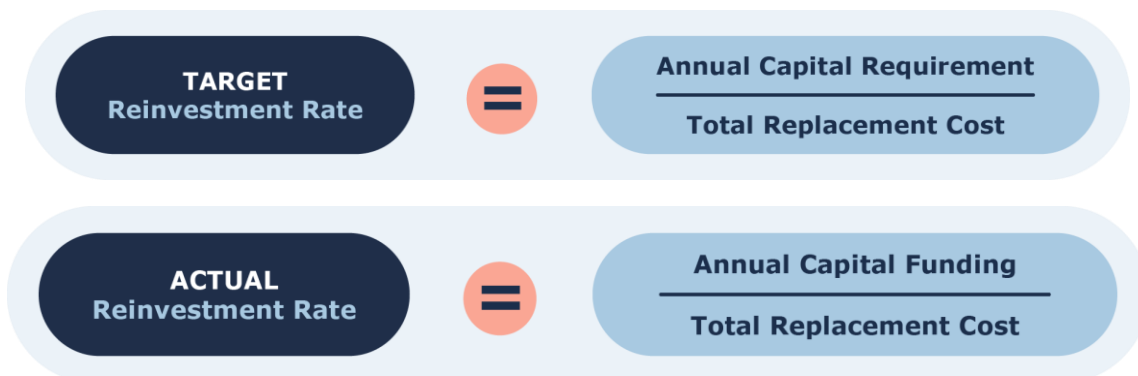 TARGET
Reinvestment Rate
=
Annual Capital Requirement
Total Replacement Cost
ACTUAL
Reinvestment Rate
=
Annual Capital Funding
Total Replacement Cost